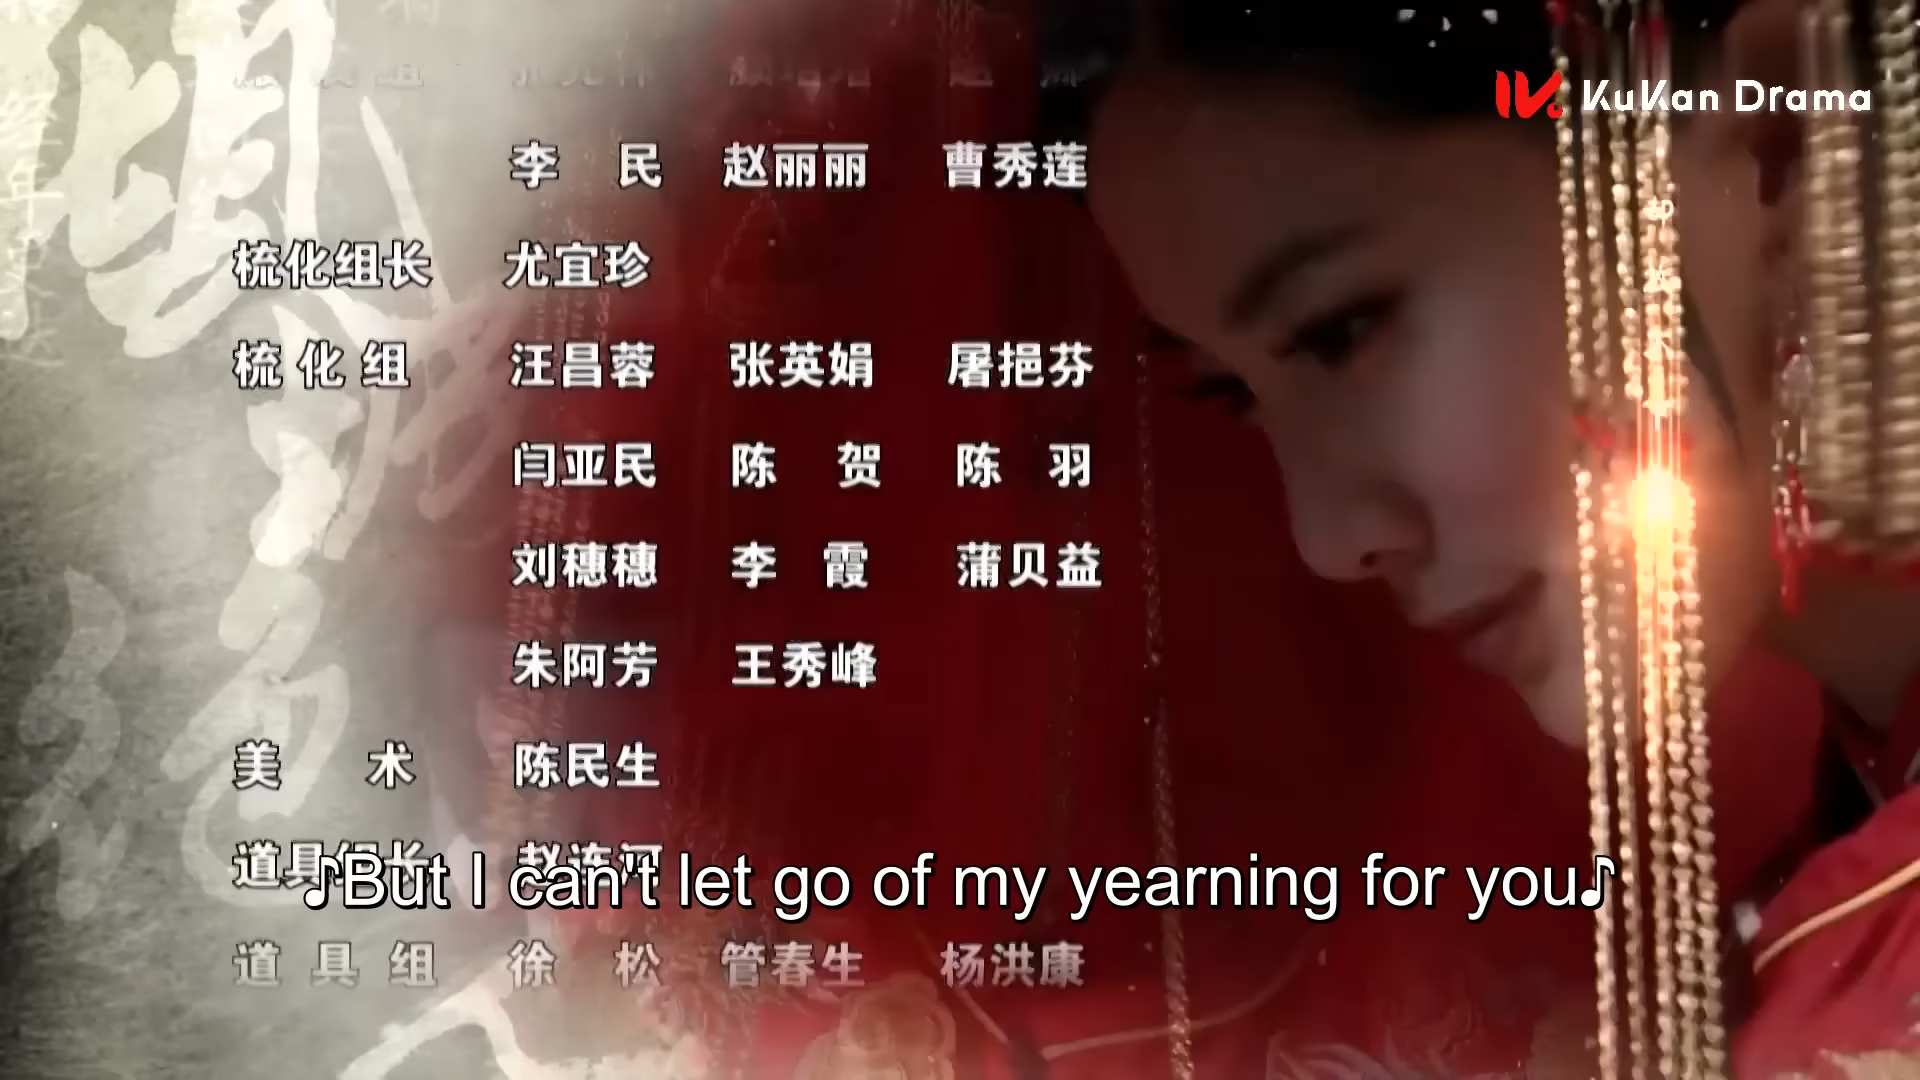 KuKan Drama
李 民 赵丽丽 曹秀莲
梳化组长 尤宜珍
梳化组 汪昌蓉 张英娟 屠挹芬
闫亚民 陈 贺 陈 羽
刘穗穗 李 霞 蒲贝益
朱阿芳 王秀峰
美 术 陈民生
道具组长 赵连河
♪But I can't let go of my yearning for you♪
道具组 徐 松 管春生 杨洪康